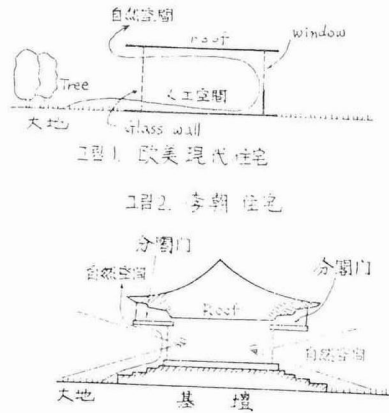 自然空間
roof
window
Tree
人工空間
大地
Glass wall
그림 1. 欧美現代住宅
그림 2. 李朝 住宅
分閤门
分閤门
自然空間
Roof
自然空間
大地
基 壇